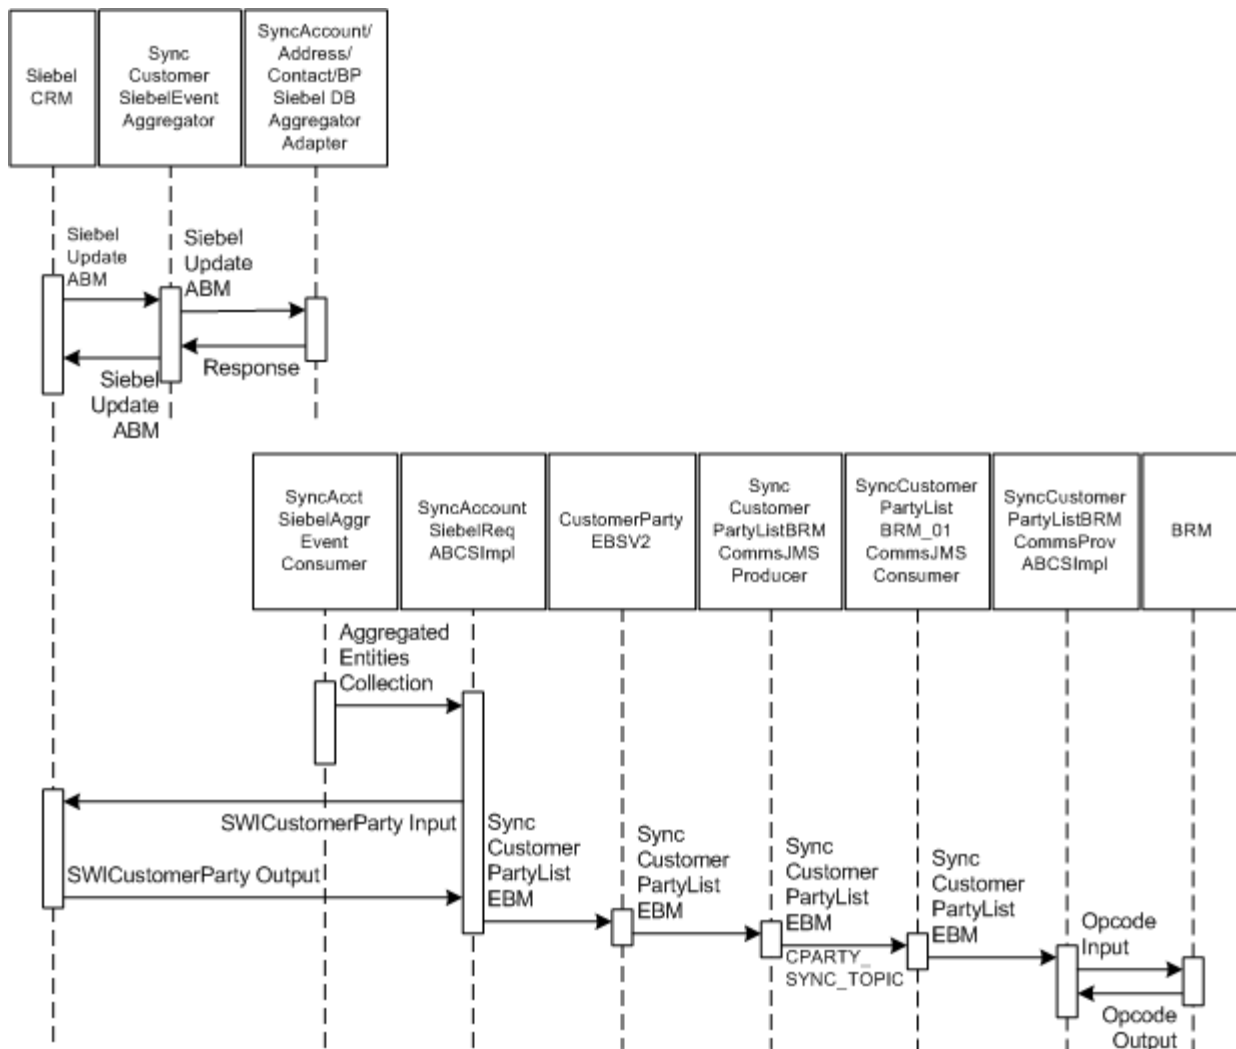 Siebel
CRM
Sync
Customer
SiebelEvent
Aggregator
SyncAccount/
Address/
Contact/BP
Siebel DB
Aggregator
Adapter
Siebel
Update
ABM
Siebel
Update
ABM
Response
Siebel
Update
ABM
SyncAcct
SiebelAggr
Event
Consumer
SyncAccount
SiebelReq
ABCSImpl
CustomerParty
EBSV2
Sync
Customer
PartyListBRM
CommsJMS
Producer
SyncCustomer
PartyList
BRM_01
CommsJMS
Consumer
SyncCustomer
PartyListBRM
CommsProv
ABCSImpl
BRM
Aggregated
Entities
Collection
SWICustomerParty Input
SWICustomerParty Output
Sync
Customer
PartyList
EBM
Sync
Customer
PartyList
EBM
Sync
Customer
PartyList
EBM
CPARTY_
SYNC_TOPIC
Sync
Customer
PartyList
EBM
Opcode
Input
Opcode
Output